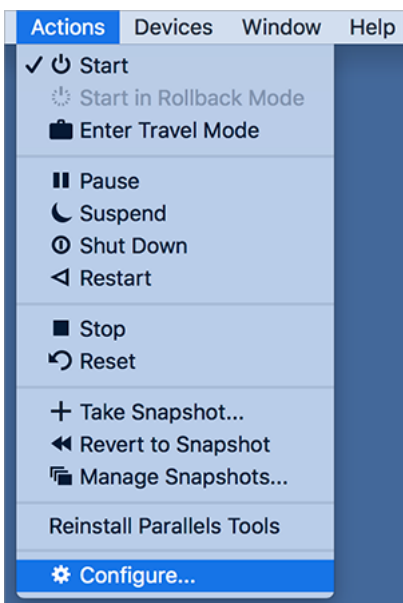 Actions Devices Window Help
Start
Start in Rollback Mode
Enter Travel Mode
Pause
Suspend
Shut Down
Restart
Stop
Reset
Take Snapshot...
Revert to Snapshot
Manage Snapshots...
Reinstall Parallels Tools
Configure...